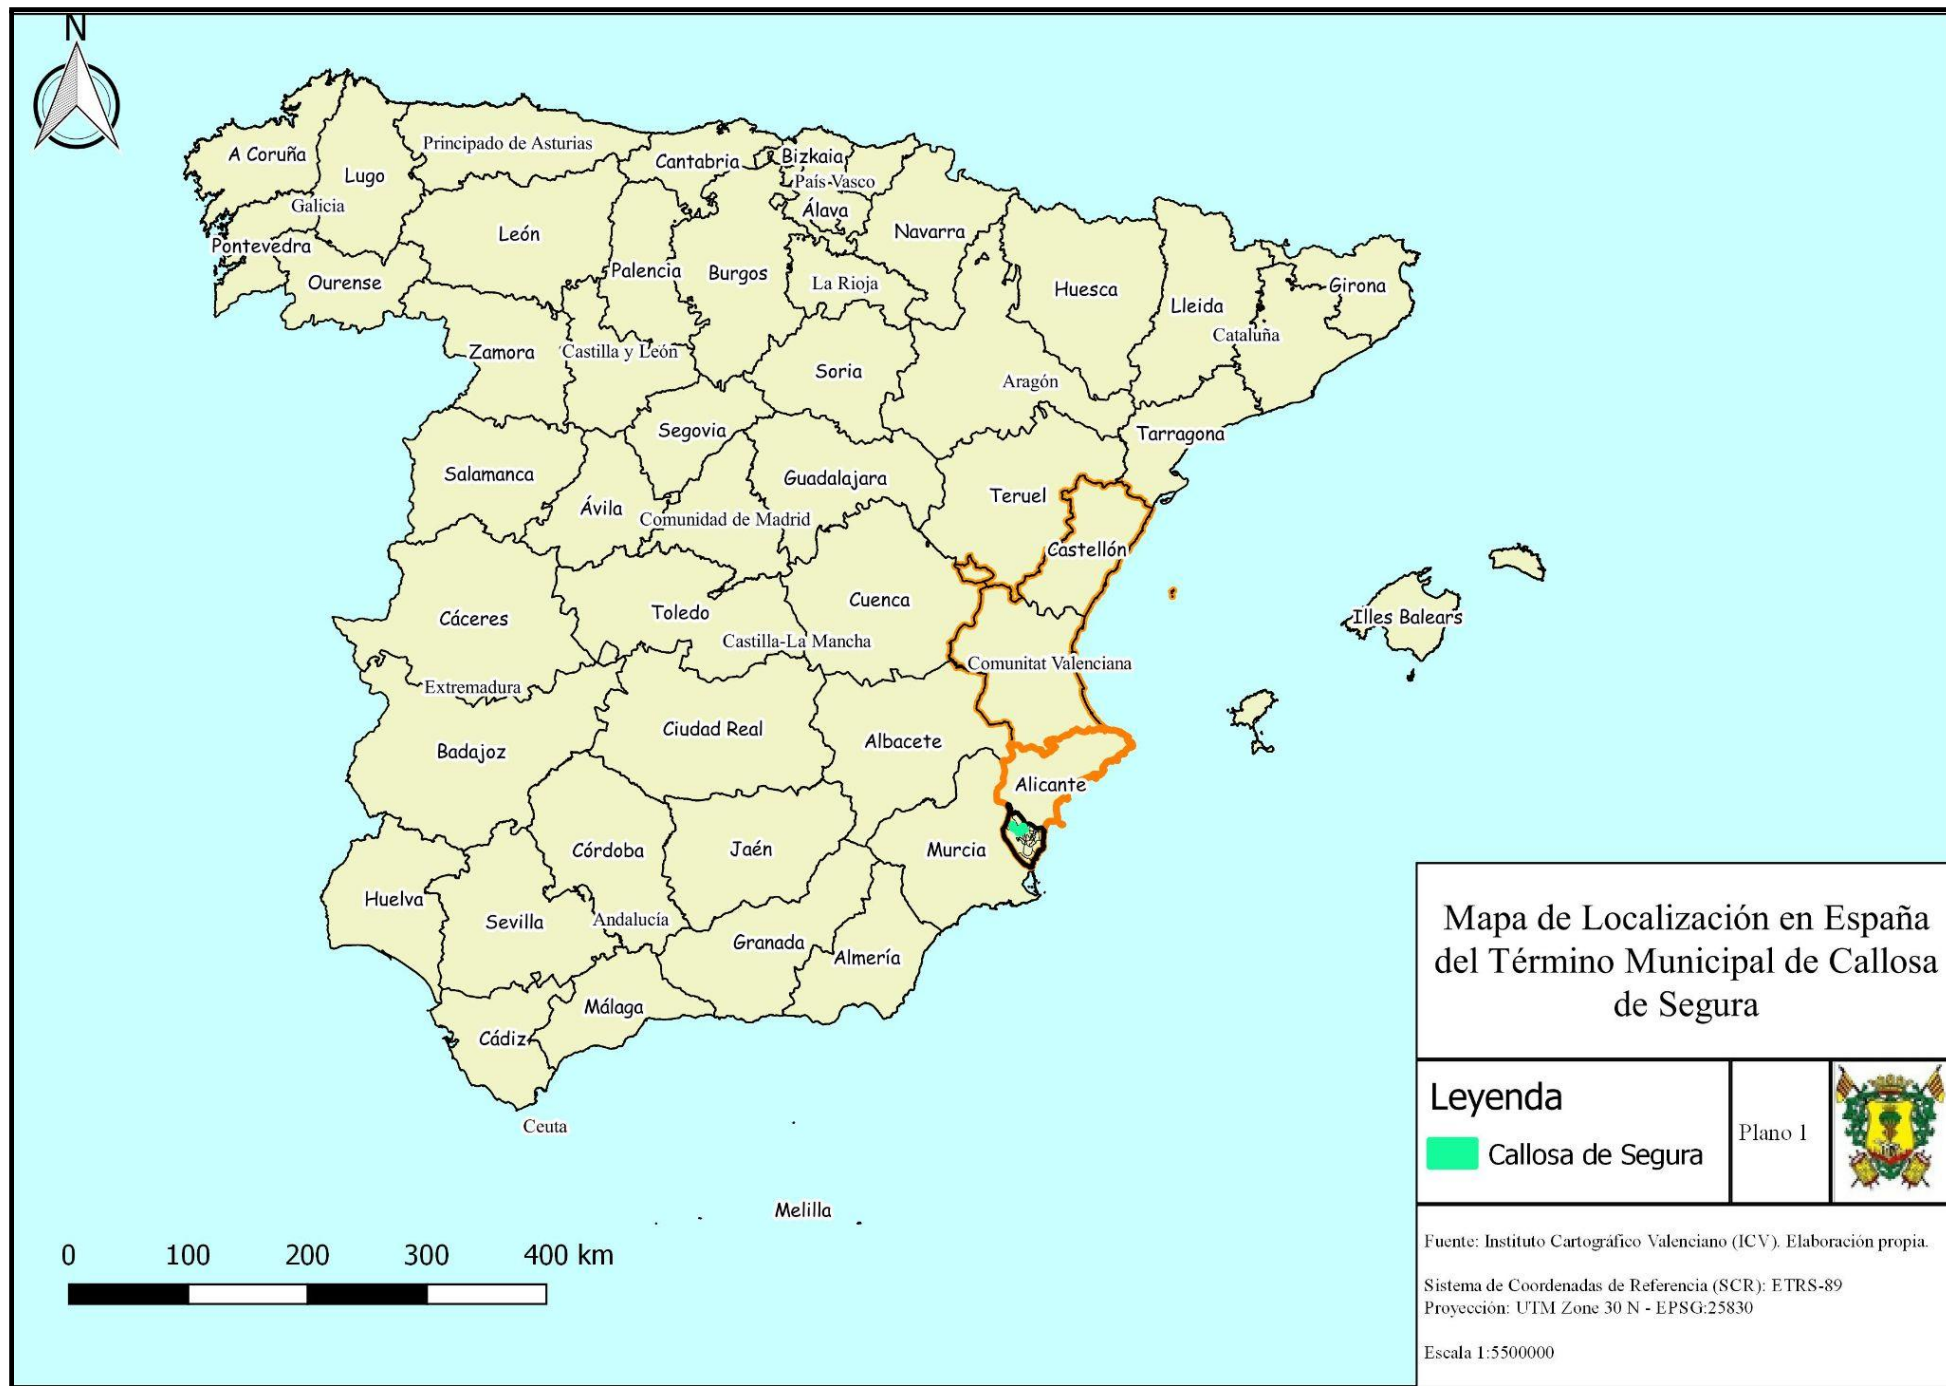 N
A Coruña
Lugo
Principado de Asturias
Cantabria
Bizkaia
País Vasco
Álava
Galicia
Pontevedra
Ourense
León
Palencia
Burgos
La Rioja
Navarra
Huesca
Lleida
Girona
Cataluña
Zamora
Castilla y León
Soria
Aragón
Segovia
Tarragona
Salamanca
Ávila
Guadalajara
Comunidad de Madrid
Teruel
Castellón
Cáceres
Toledo
Cuenca
Castilla-La Mancha
Illes Balears
Comunitat Valenciana
Extremadura
Badajoz
Ciudad Real
Albacete
Alicante
Córdoba
Jaén
Murcia
Huelva
Sevilla
Andalucía
Granada
Almería
Málaga
Cádiz
Ceuta
Melilla
0 100 200 300 400 km
Mapa de Localización en España
del Término Municipal de Callosa
de Segura
Leyenda
Callosa de Segura
Plano 1
Fuente: Instituto Cartográfico Valenciano (ICV). Elaboración propia.
Sistema de Coordenadas de Referencia (SCR): ETRS-89
Proyección: UTM Zone 30 N - EPSG:25830
Escala 1:5500000